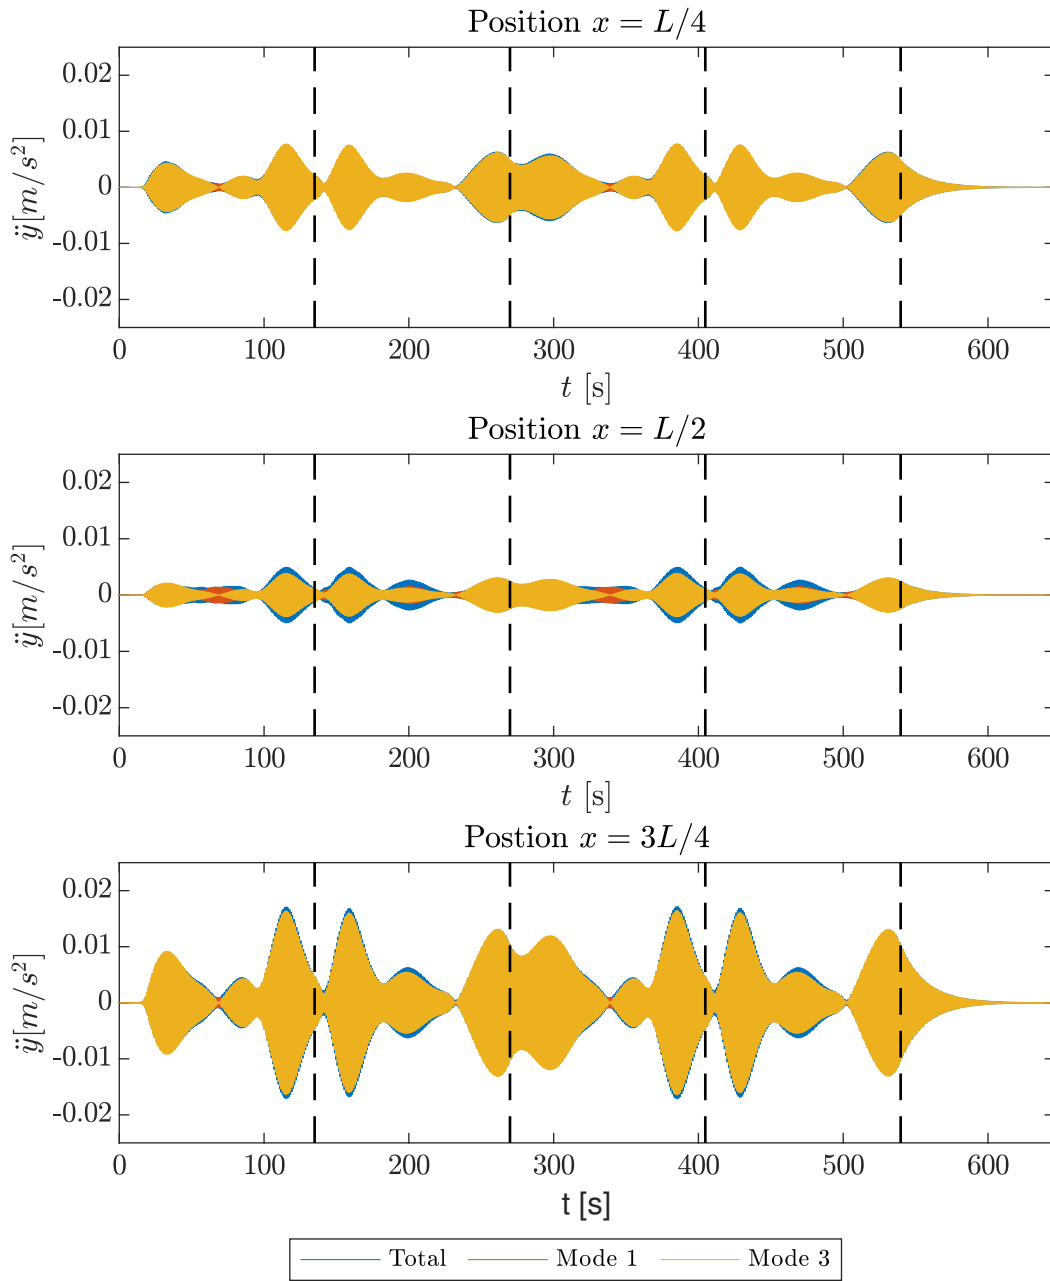 Position x = L/4
0.02
0.01
0
-0.01
-0.02
ÿ[m/s²]
0 100 200 300 400 500 600
t [s]
Position x = L/2
0.02
0.01
0
-0.01
-0.02
ÿ[m/s²]
0 100 200 300 400 500 600
t [s]
Postion x = 3L/4
0.02
0.01
0
-0.01
-0.02
ÿ[m/s²]
0 100 200 300 400 500 600
t [s]
Total Mode 1 Mode 3